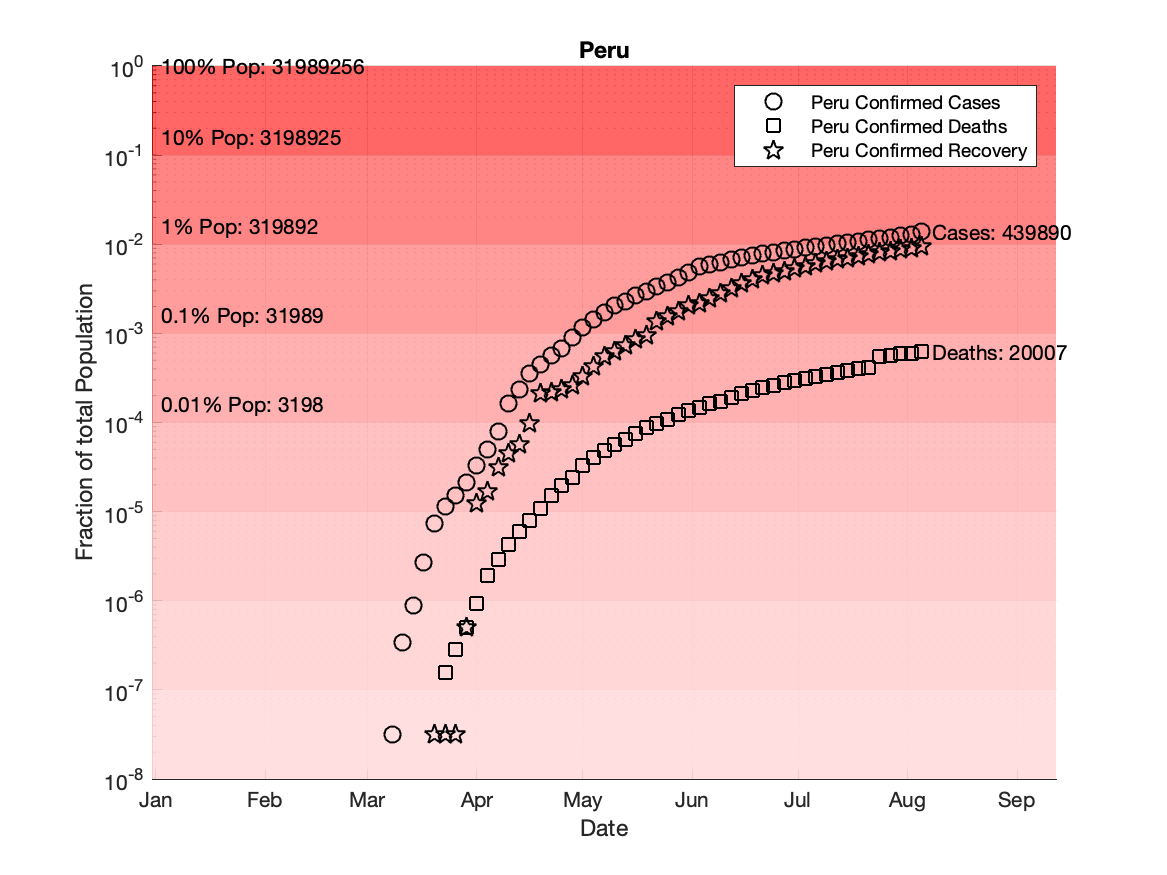 Peru
10^0
100% Pop: 31989256
Peru Confirmed Cases
Peru Confirmed Deaths
Peru Confirmed Recovery
10% Pop: 3198925
10^-1
1% Pop: 319892
Cases: 439890
10^-2
0.1% Pop: 31989
10^-3
Deaths: 20007
0.01% Pop: 3198
10^-4
10^-5
10^-6
10^-7
10^-8
Fraction of total Population
Jan Feb Mar Apr May Jun Jul Aug Sep
Date